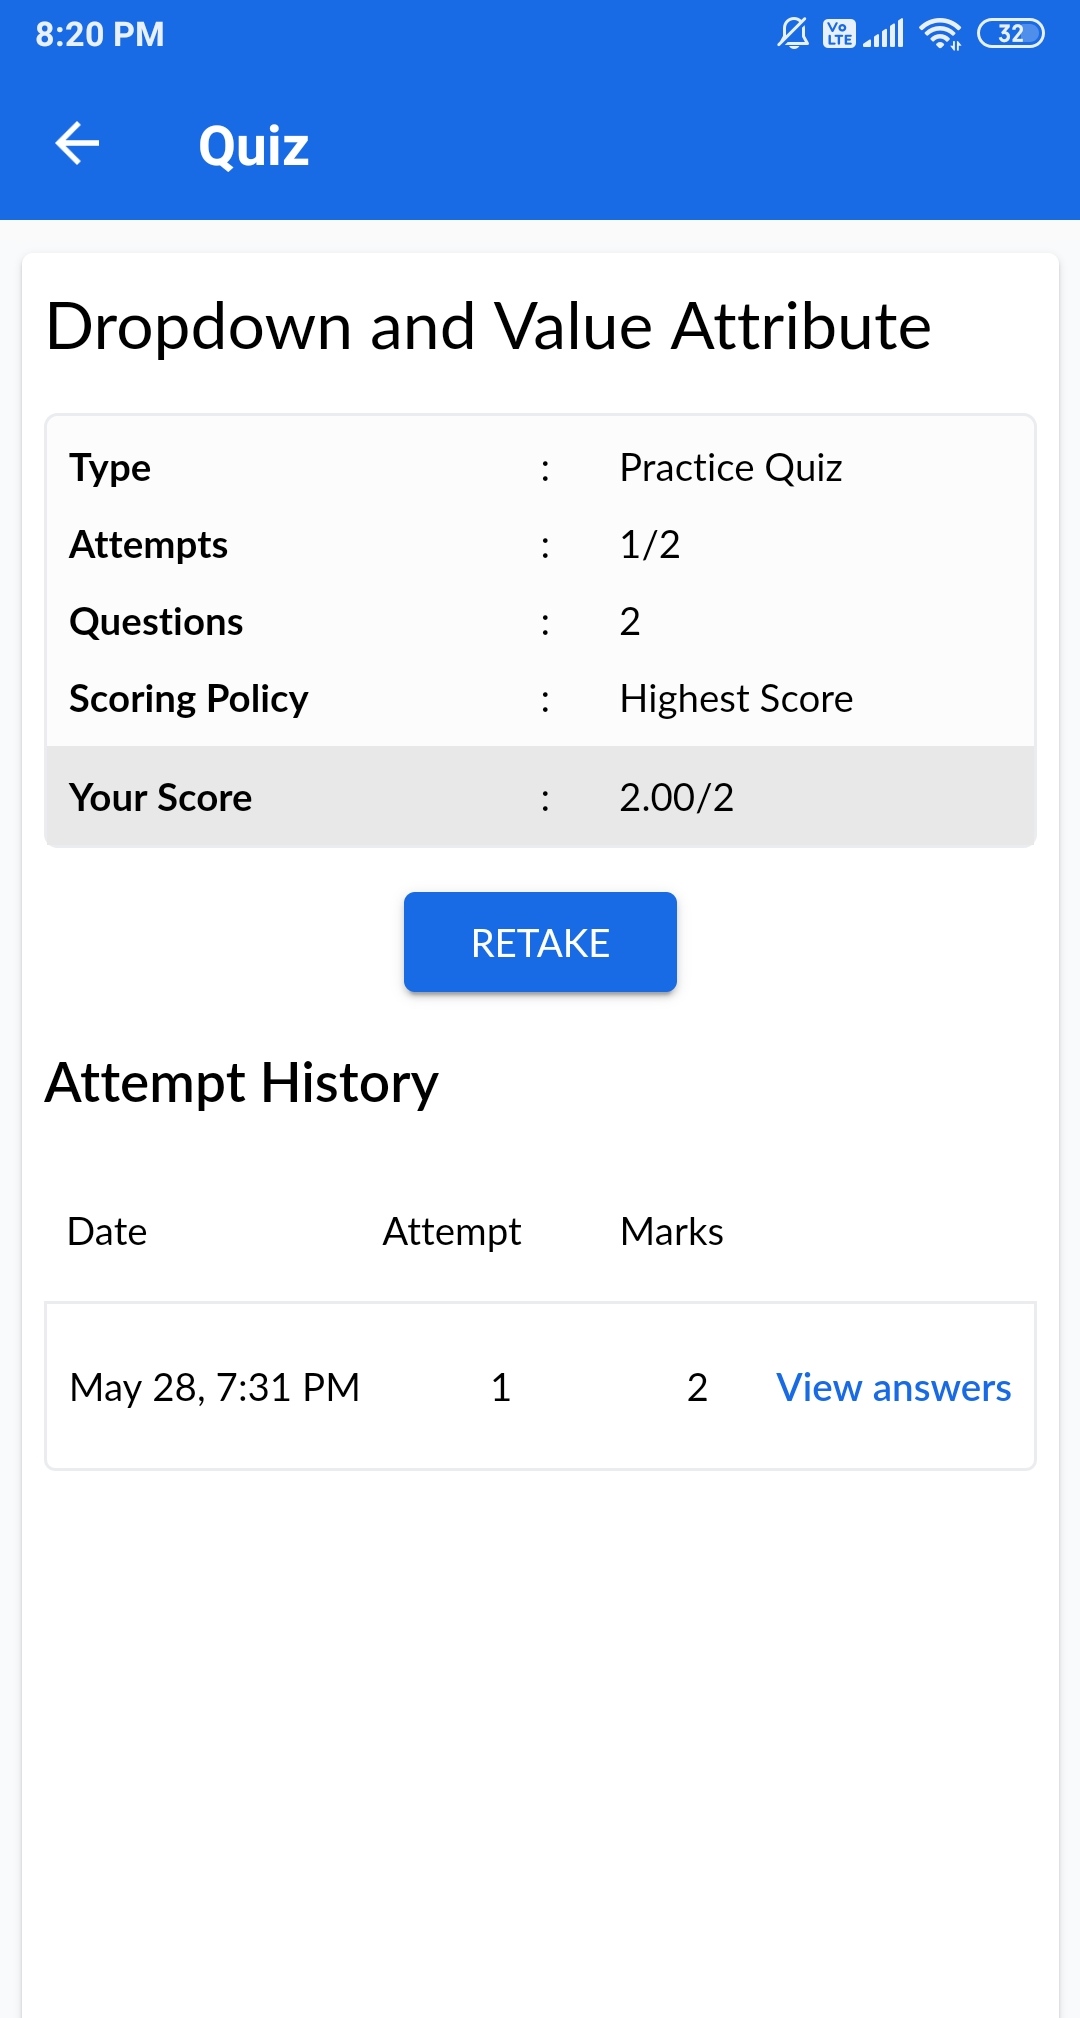 8:20 PM Vo LTE 32
Quiz
Dropdown and Value Attribute
Type : Practice Quiz
Attempts : 1/2
Questions : 2
Scoring Policy : Highest Score
Your Score : 2.00/2
RETAKE
Attempt History
Date Attempt Marks
May 28, 7:31 PM 1 2 View answers